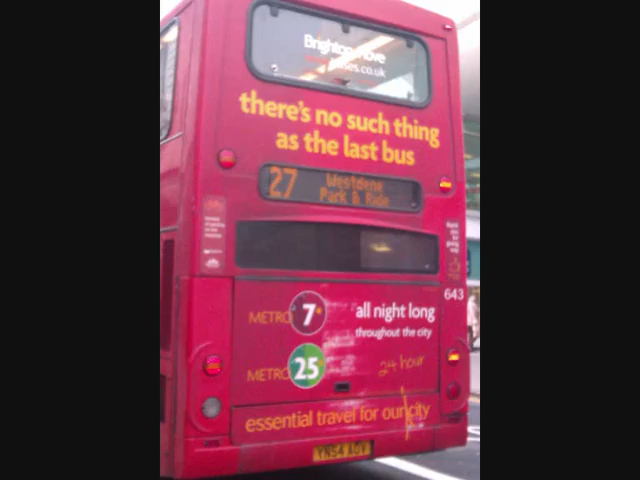 Brighton & Hove
buses.co.uk
there's no such thing
as the last bus
27 Westdene
Park & Ride
643
METRO 7 all night long
throughout the city
METRO 25 24 hour
essential travel for our city
YN54 AOV